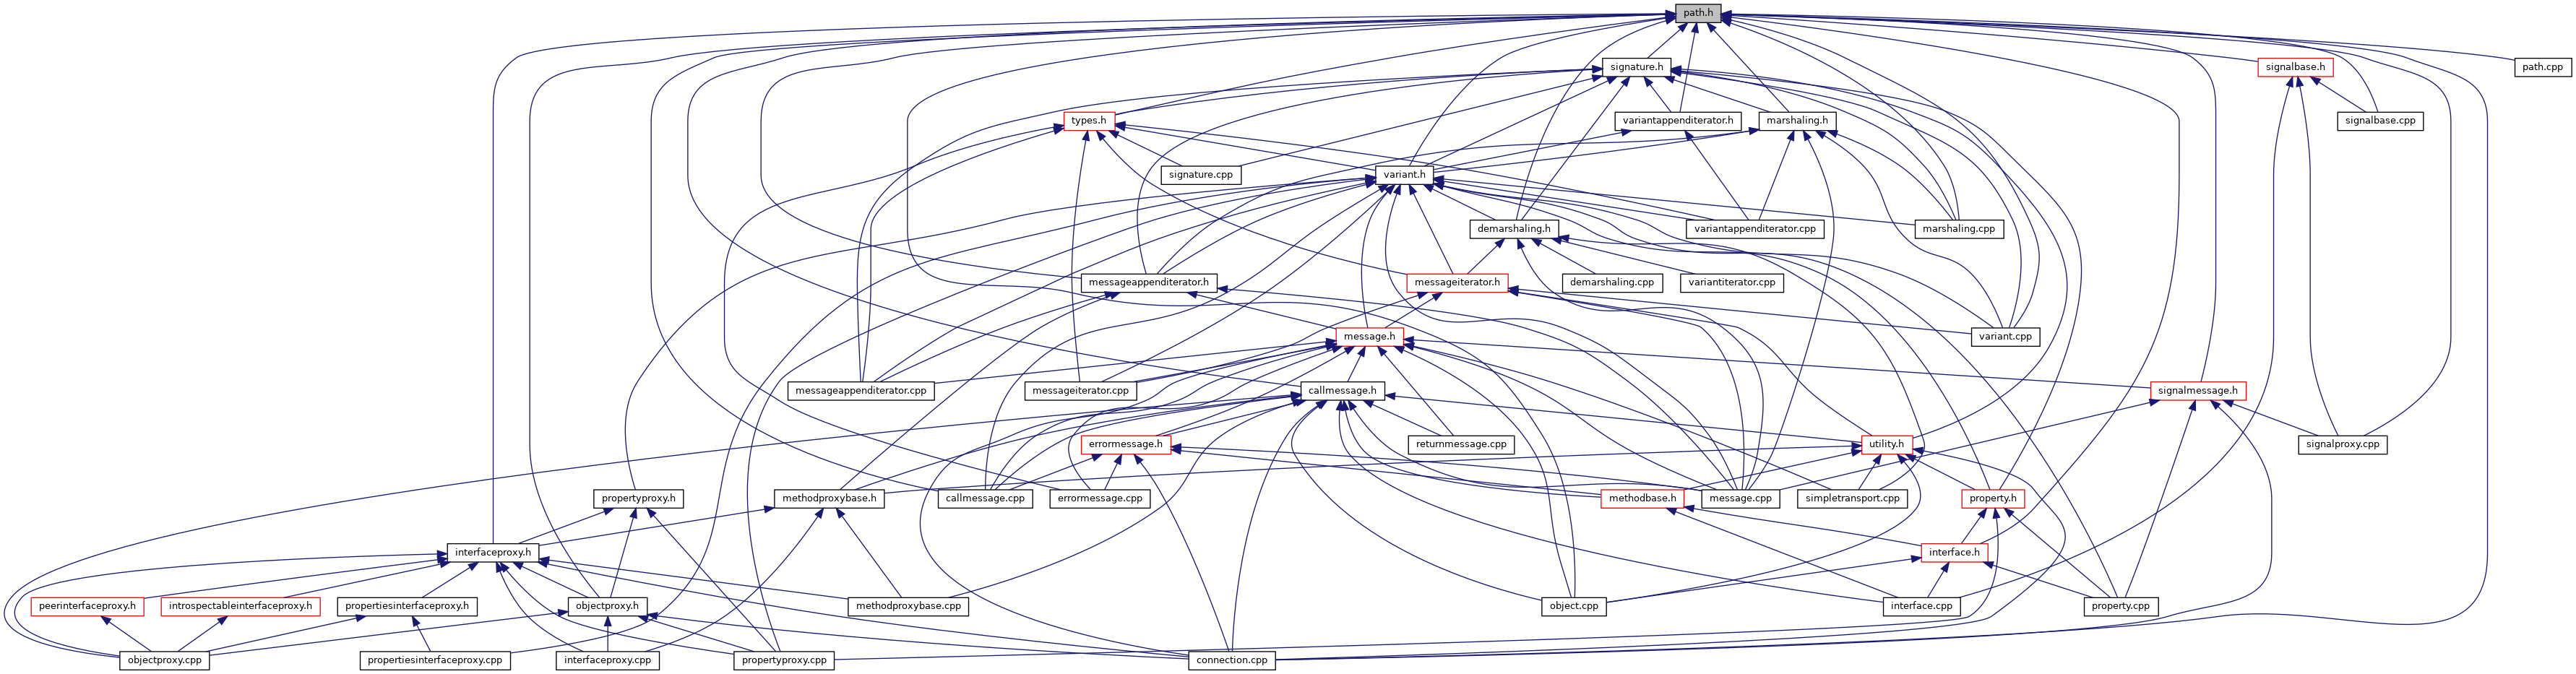 path.h
signature.h
signalbase.h
path.cpp
types.h
variantappenditerator.h
marshaling.h
signalbase.cpp
signature.cpp
variant.h
demarshaling.h
variantappenditerator.cpp
marshaling.cpp
messageappenditerator.h
messageiterator.h
demarshaling.cpp
variantiterator.cpp
message.h
variant.cpp
messageappenditerator.cpp
messageiterator.cpp
callmessage.h
signalmessage.h
errormessage.h
returnmessage.cpp
utility.h
signalproxy.cpp
propertyproxy.h
methodproxybase.h
callmessage.cpp
errormessage.cpp
methodbase.h
message.cpp
simpletransport.cpp
property.h
interfaceproxy.h
interface.h
peerinterfaceproxy.h
introspectableinterfaceproxy.h
propertiesinterfaceproxy.h
objectproxy.h
methodproxybase.cpp
object.cpp
interface.cpp
property.cpp
objectproxy.cpp
propertiesinterfaceproxy.cpp
interfaceproxy.cpp
propertyproxy.cpp
connection.cpp